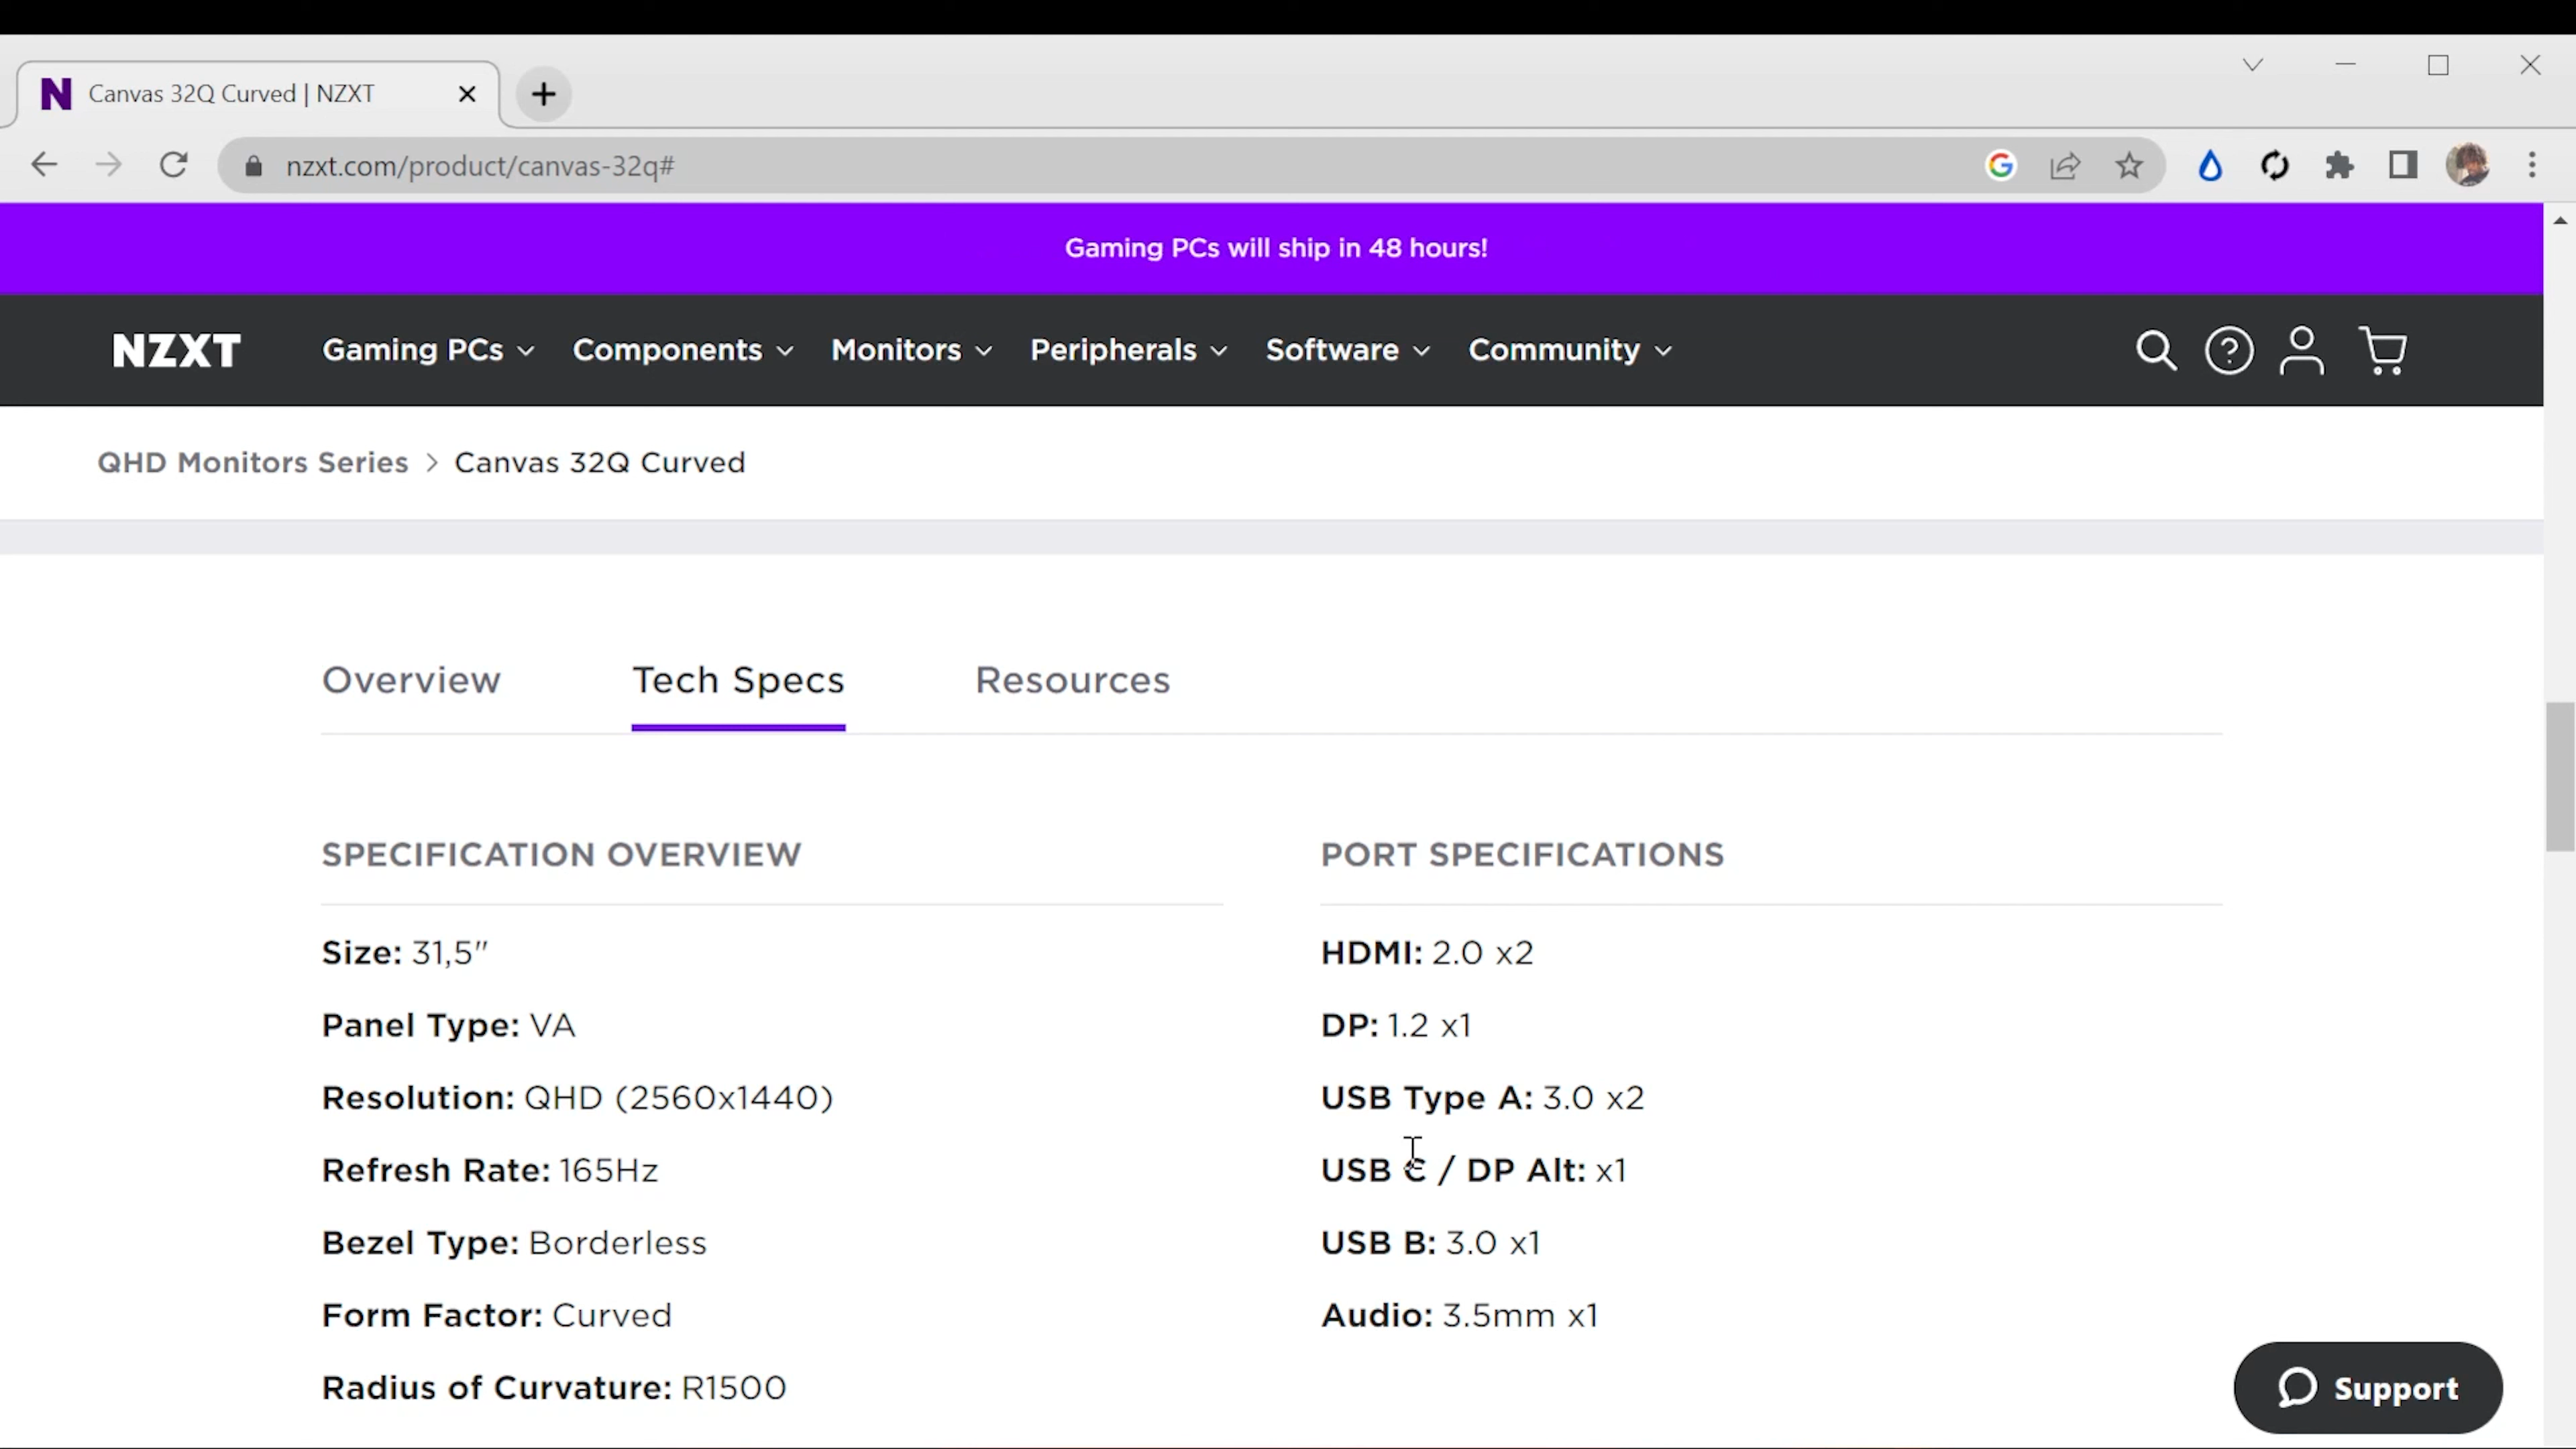 Canvas 32Q Curved | NZXT
nzxt.com/product/canvas-32q#
Gaming PCs will ship in 48 hours!
NZXT Gaming PCs Components Monitors Peripherals Software Community
QHD Monitors Series > Canvas 32Q Curved
Overview Tech Specs Resources
SPECIFICATION OVERVIEW
Size: 31,5"
Panel Type: VA
Resolution: QHD (2560x1440)
Refresh Rate: 165Hz
Bezel Type: Borderless
Form Factor: Curved
Radius of Curvature: R1500
PORT SPECIFICATIONS
HDMI: 2.0 x2
DP: 1.2 x1
USB Type A: 3.0 x2
USB C / DP Alt: x1
USB B: 3.0 x1
Audio: 3.5mm x1
Support